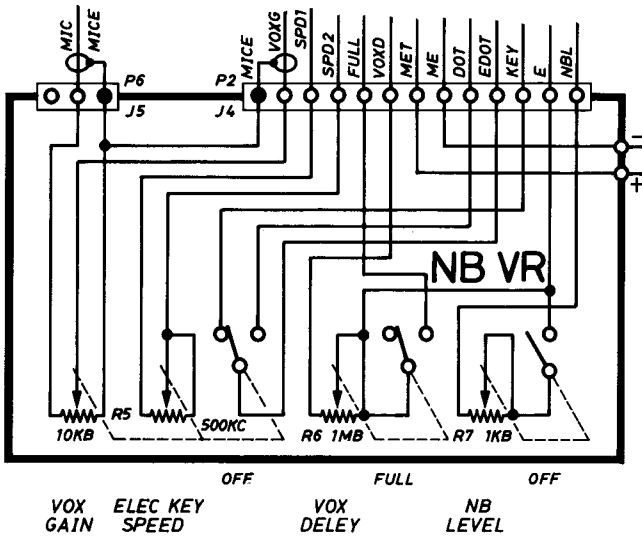 MIC
MICE
MICE
VOXG
SPD1
SPD2
FULL
VOXD
MET
ME
DOT
EDOT
KEY
E
NBL
P6
P2
J5
J4
−
+
NB VR
10KB
R5
500KC
R6
1MB
R7
1KB
OFF
FULL
OFF
VOX GAIN
ELEC KEY SPEED
VOX DELEY
NB LEVEL